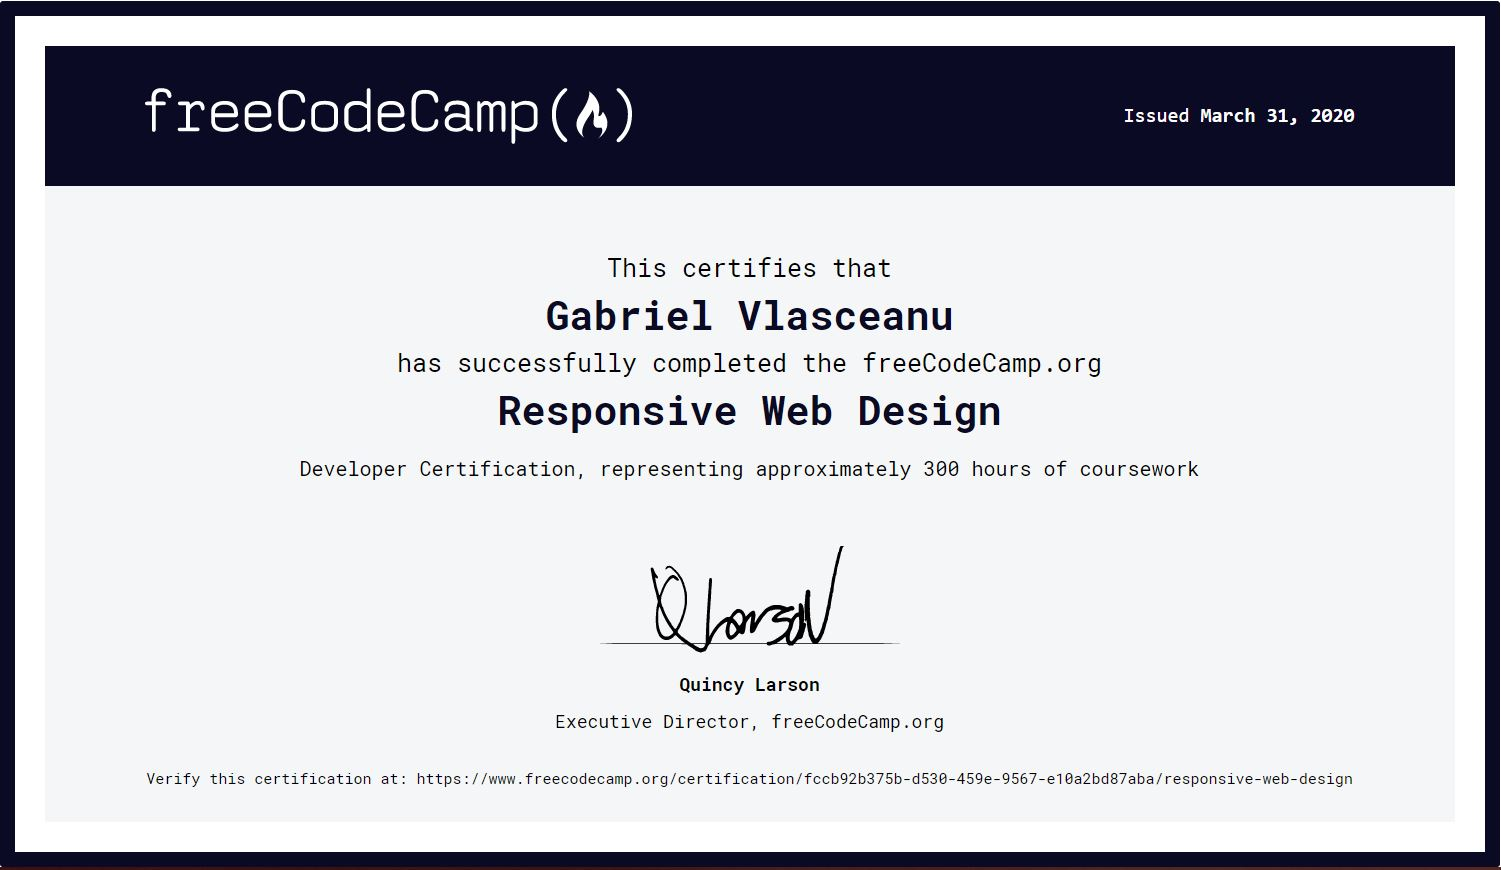 freeCodeCamp(🔥)
Issued March 31, 2020
This certifies that
Gabriel Vlasceanu
has successfully completed the freeCodeCamp.org
Responsive Web Design
Developer Certification, representing approximately 300 hours of coursework
QLarson
Quincy Larson
Executive Director, freeCodeCamp.org
Verify this certification at: https://www.freecodecamp.org/certification/fccb92b375b-d530-459e-9567-e10a2bd87aba/responsive-web-design